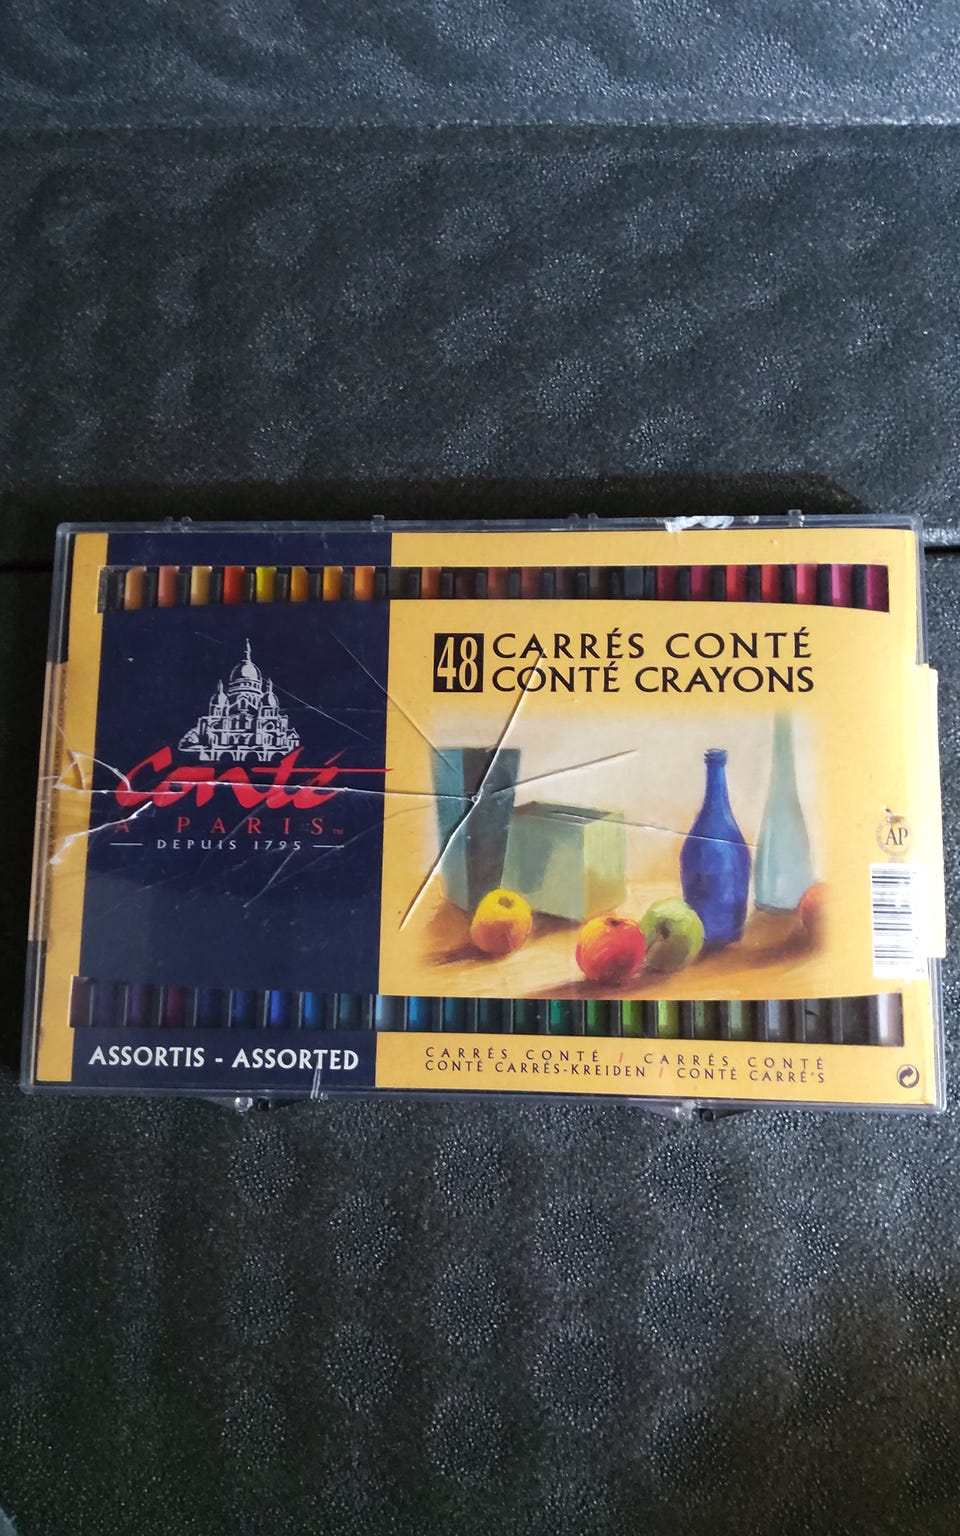 48 CARRÉS CONTÉ
CONTÉ CRAYONS
Conté
A PARIS™
DEPUIS 1795
AP
ASSORTIS - ASSORTED
CARRÉS CONTÉ / CARRÉS CONTÉ
CONTÉ CARRÉS-KREIDEN / CONTÉ CARRÉ'S